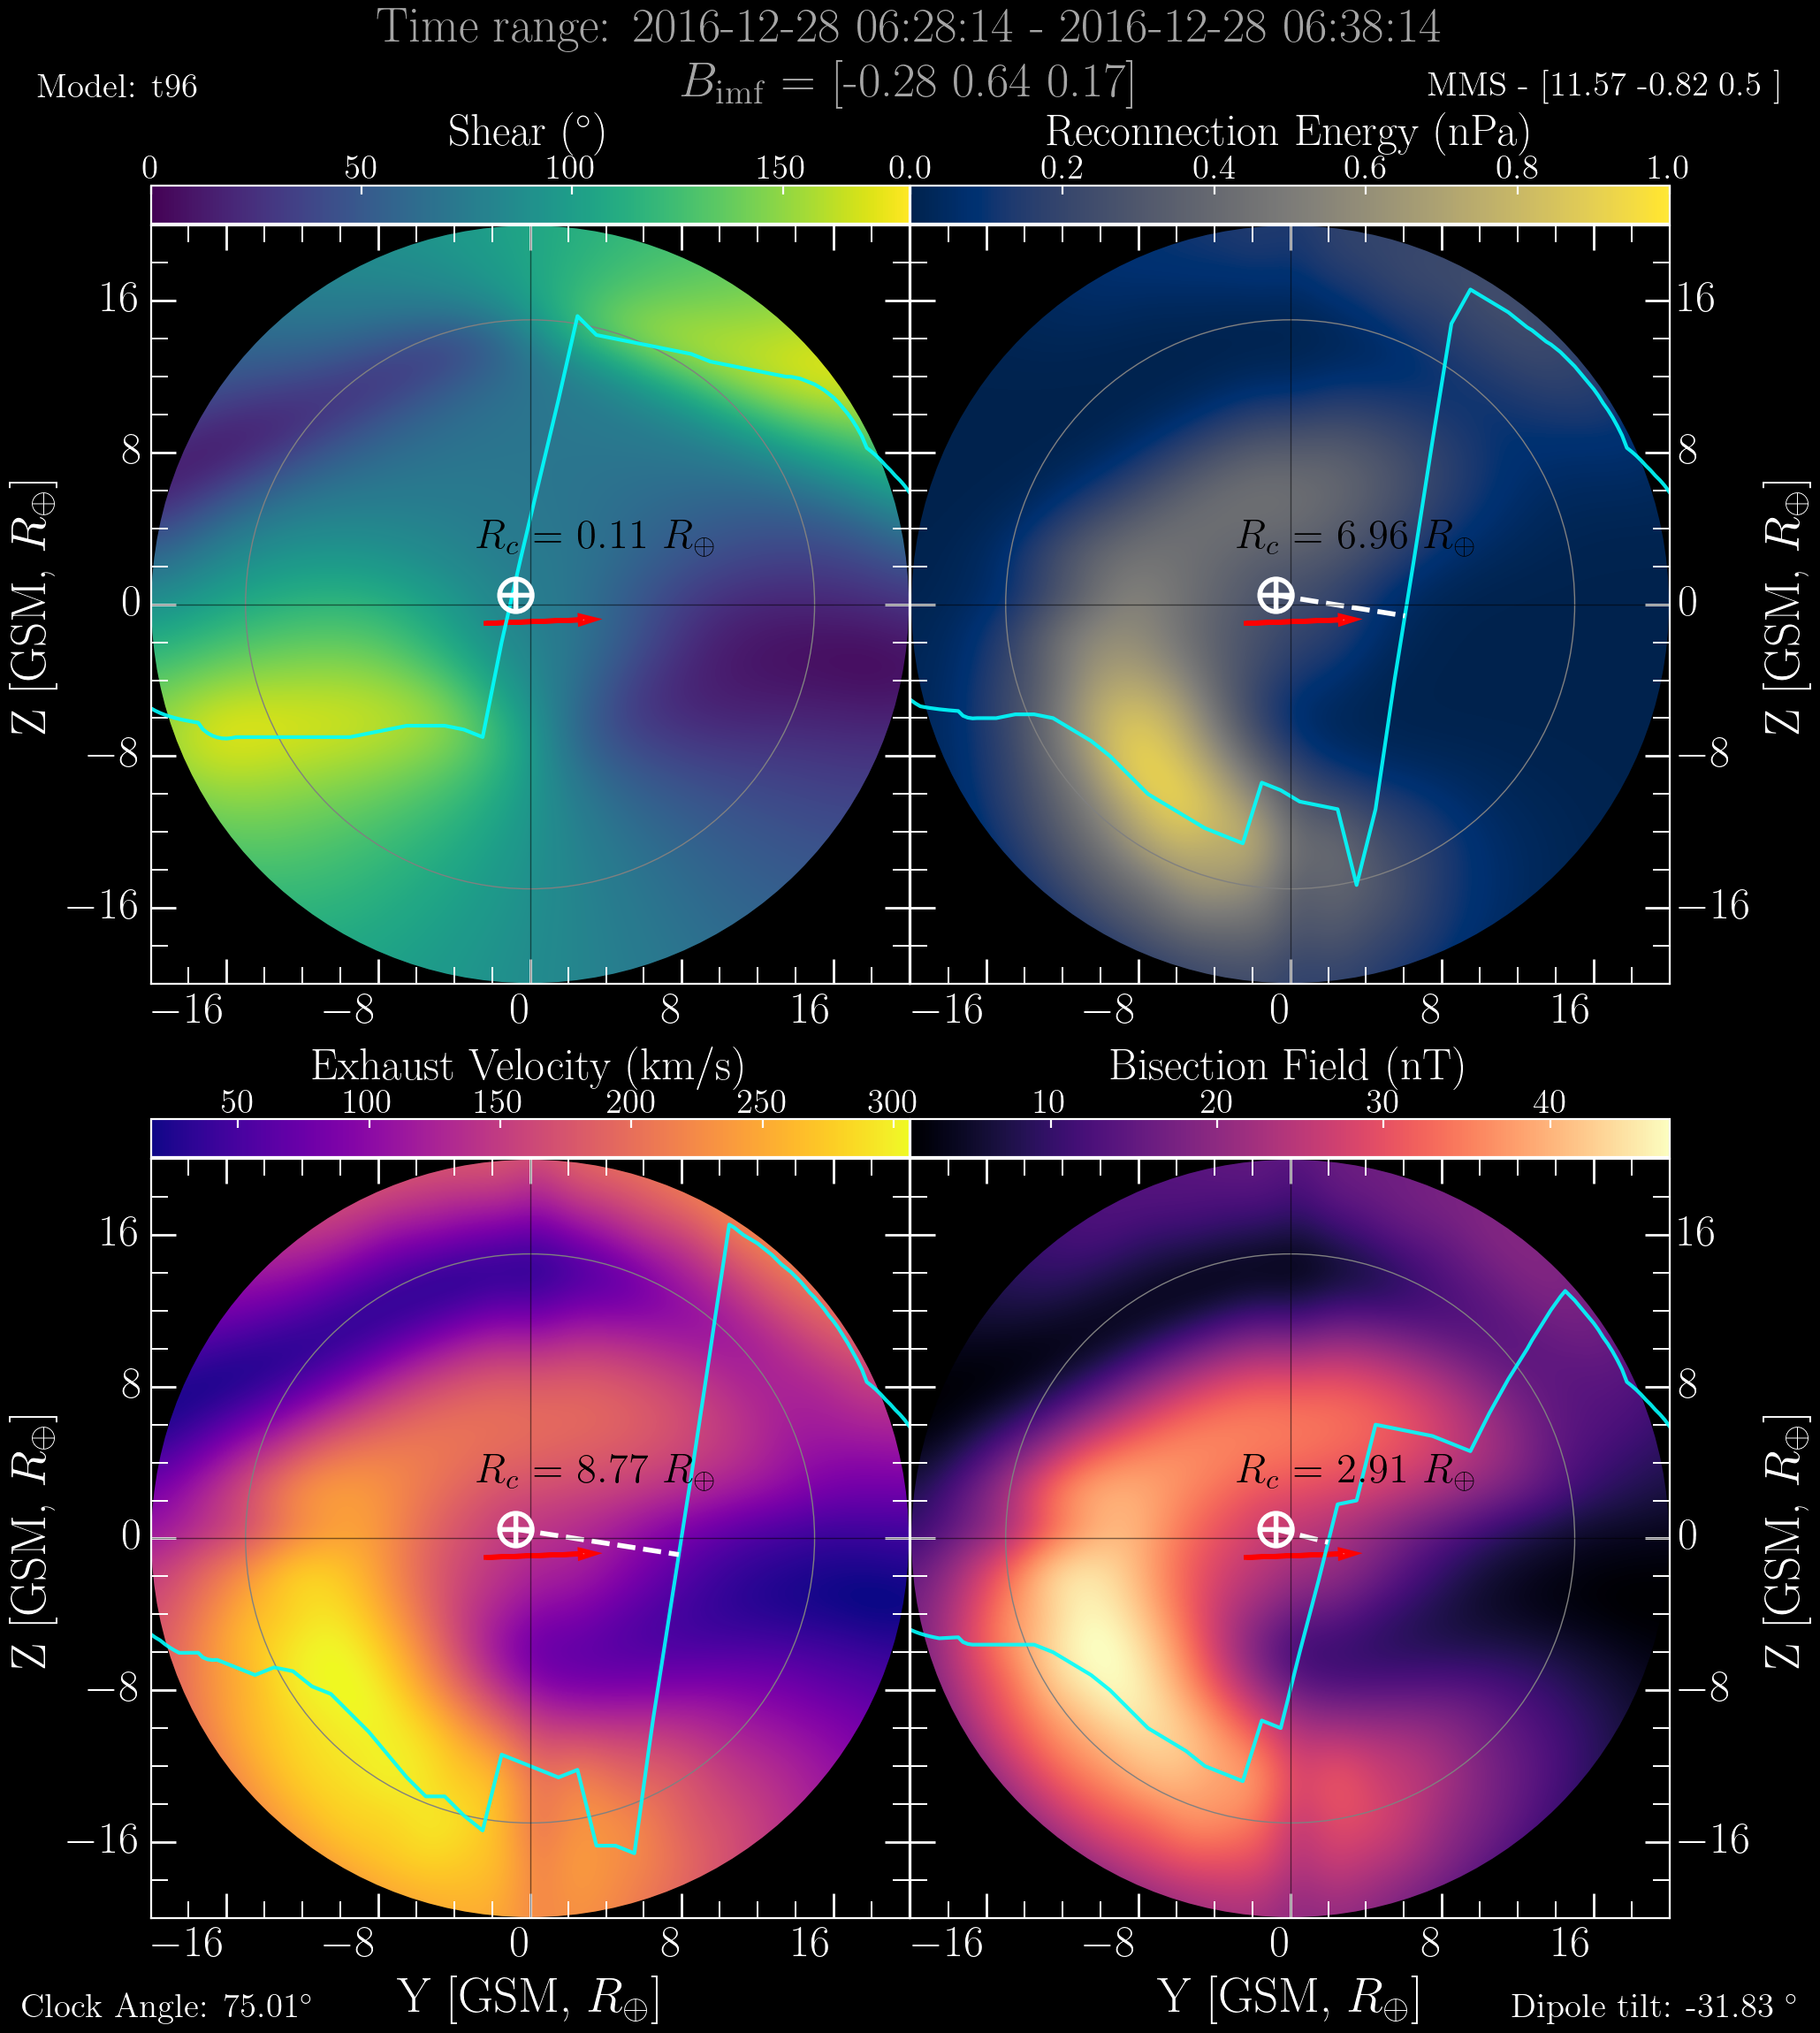 Time range: 2016-12-28 06:28:14 - 2016-12-28 06:38:14
Model: t96
B_imf = [-0.28 0.64 0.17]
MMS - [11.57 -0.82 0.5 ]
Shear (°)
Reconnection Energy (nPa)
0 50 100 150
0.0 0.2 0.4 0.6 0.8 1.0
16 8 0 −8 −16
Z [GSM, R⊕]
R_c = 0.11 R⊕
−16 −8 0 8 16
R_c = 6.96 R⊕
16 8 0 −8 −16
Z [GSM, R⊕]
−16 −8 0 8 16
Exhaust Velocity (km/s)
Bisection Field (nT)
50 100 150 200 250 300
10 20 30 40
16 8 0 −8 −16
Z [GSM, R⊕]
R_c = 8.77 R⊕
−16 −8 0 8 16
Y [GSM, R⊕]
R_c = 2.91 R⊕
16 8 0 −8 −16
Z [GSM, R⊕]
−16 −8 0 8 16
Y [GSM, R⊕]
Clock Angle: 75.01°
Dipole tilt: -31.83 °